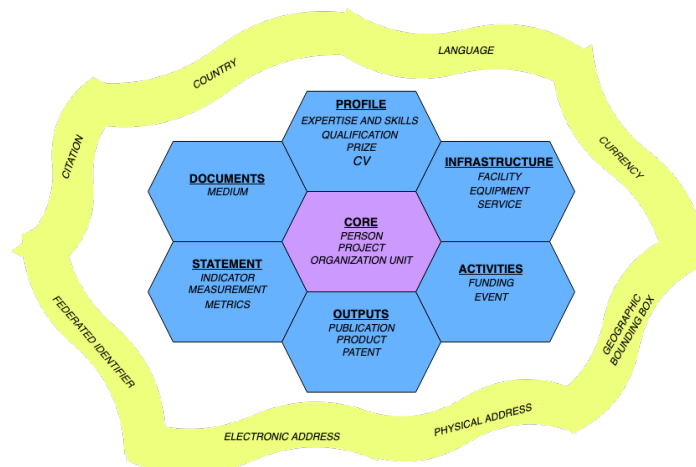 LANGUAGE
COUNTRY
CURRENCY
CITATION
PROFILE
EXPERTISE AND SKILLS
QUALIFICATION
PRIZE
CV
DOCUMENTS
MEDIUM
INFRASTRUCTURE
FACILITY
EQUIPMENT
SERVICE
CORE
PERSON
PROJECT
ORGANIZATION UNIT
STATEMENT
INDICATOR
MEASUREMENT
METRICS
ACTIVITIES
FUNDING
EVENT
OUTPUTS
PUBLICATION
PRODUCT
PATENT
FEDERATED IDENTIFIER
GEOGRAPHIC
BOUNDING BOX
ELECTRONIC ADDRESS
PHYSICAL ADDRESS